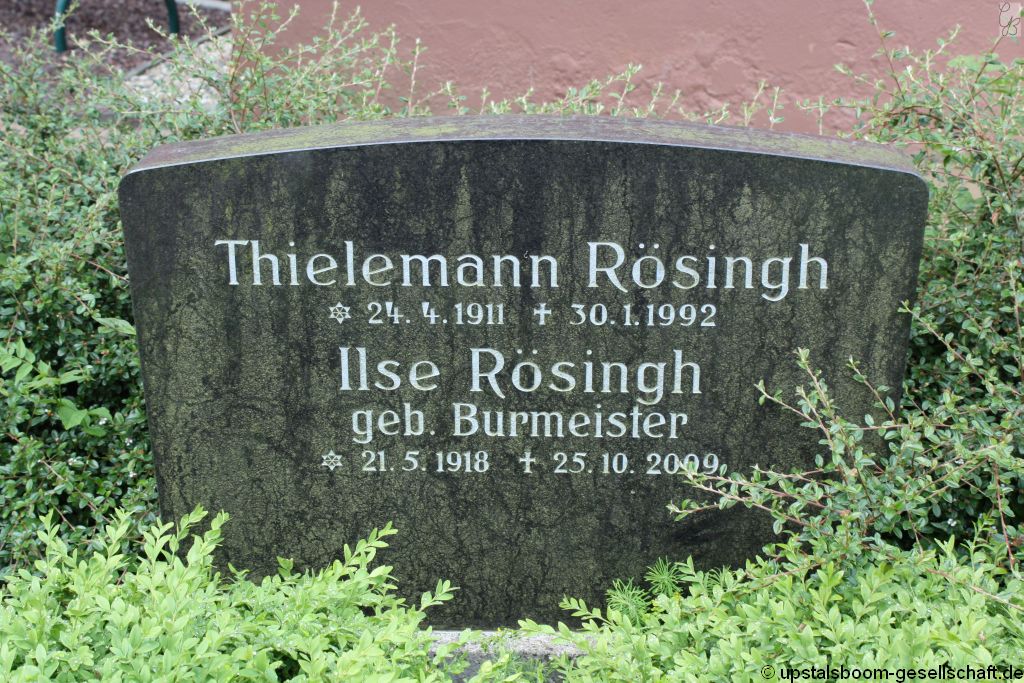 Thielemann Rösingh
✡ 24. 4. 1911 ✝ 30. 1. 1992
Ilse Rösingh
geb. Burmeister
✡ 21. 5. 1918 ✝ 25. 10. 2009
© upstalsboom-gesellschaft.de